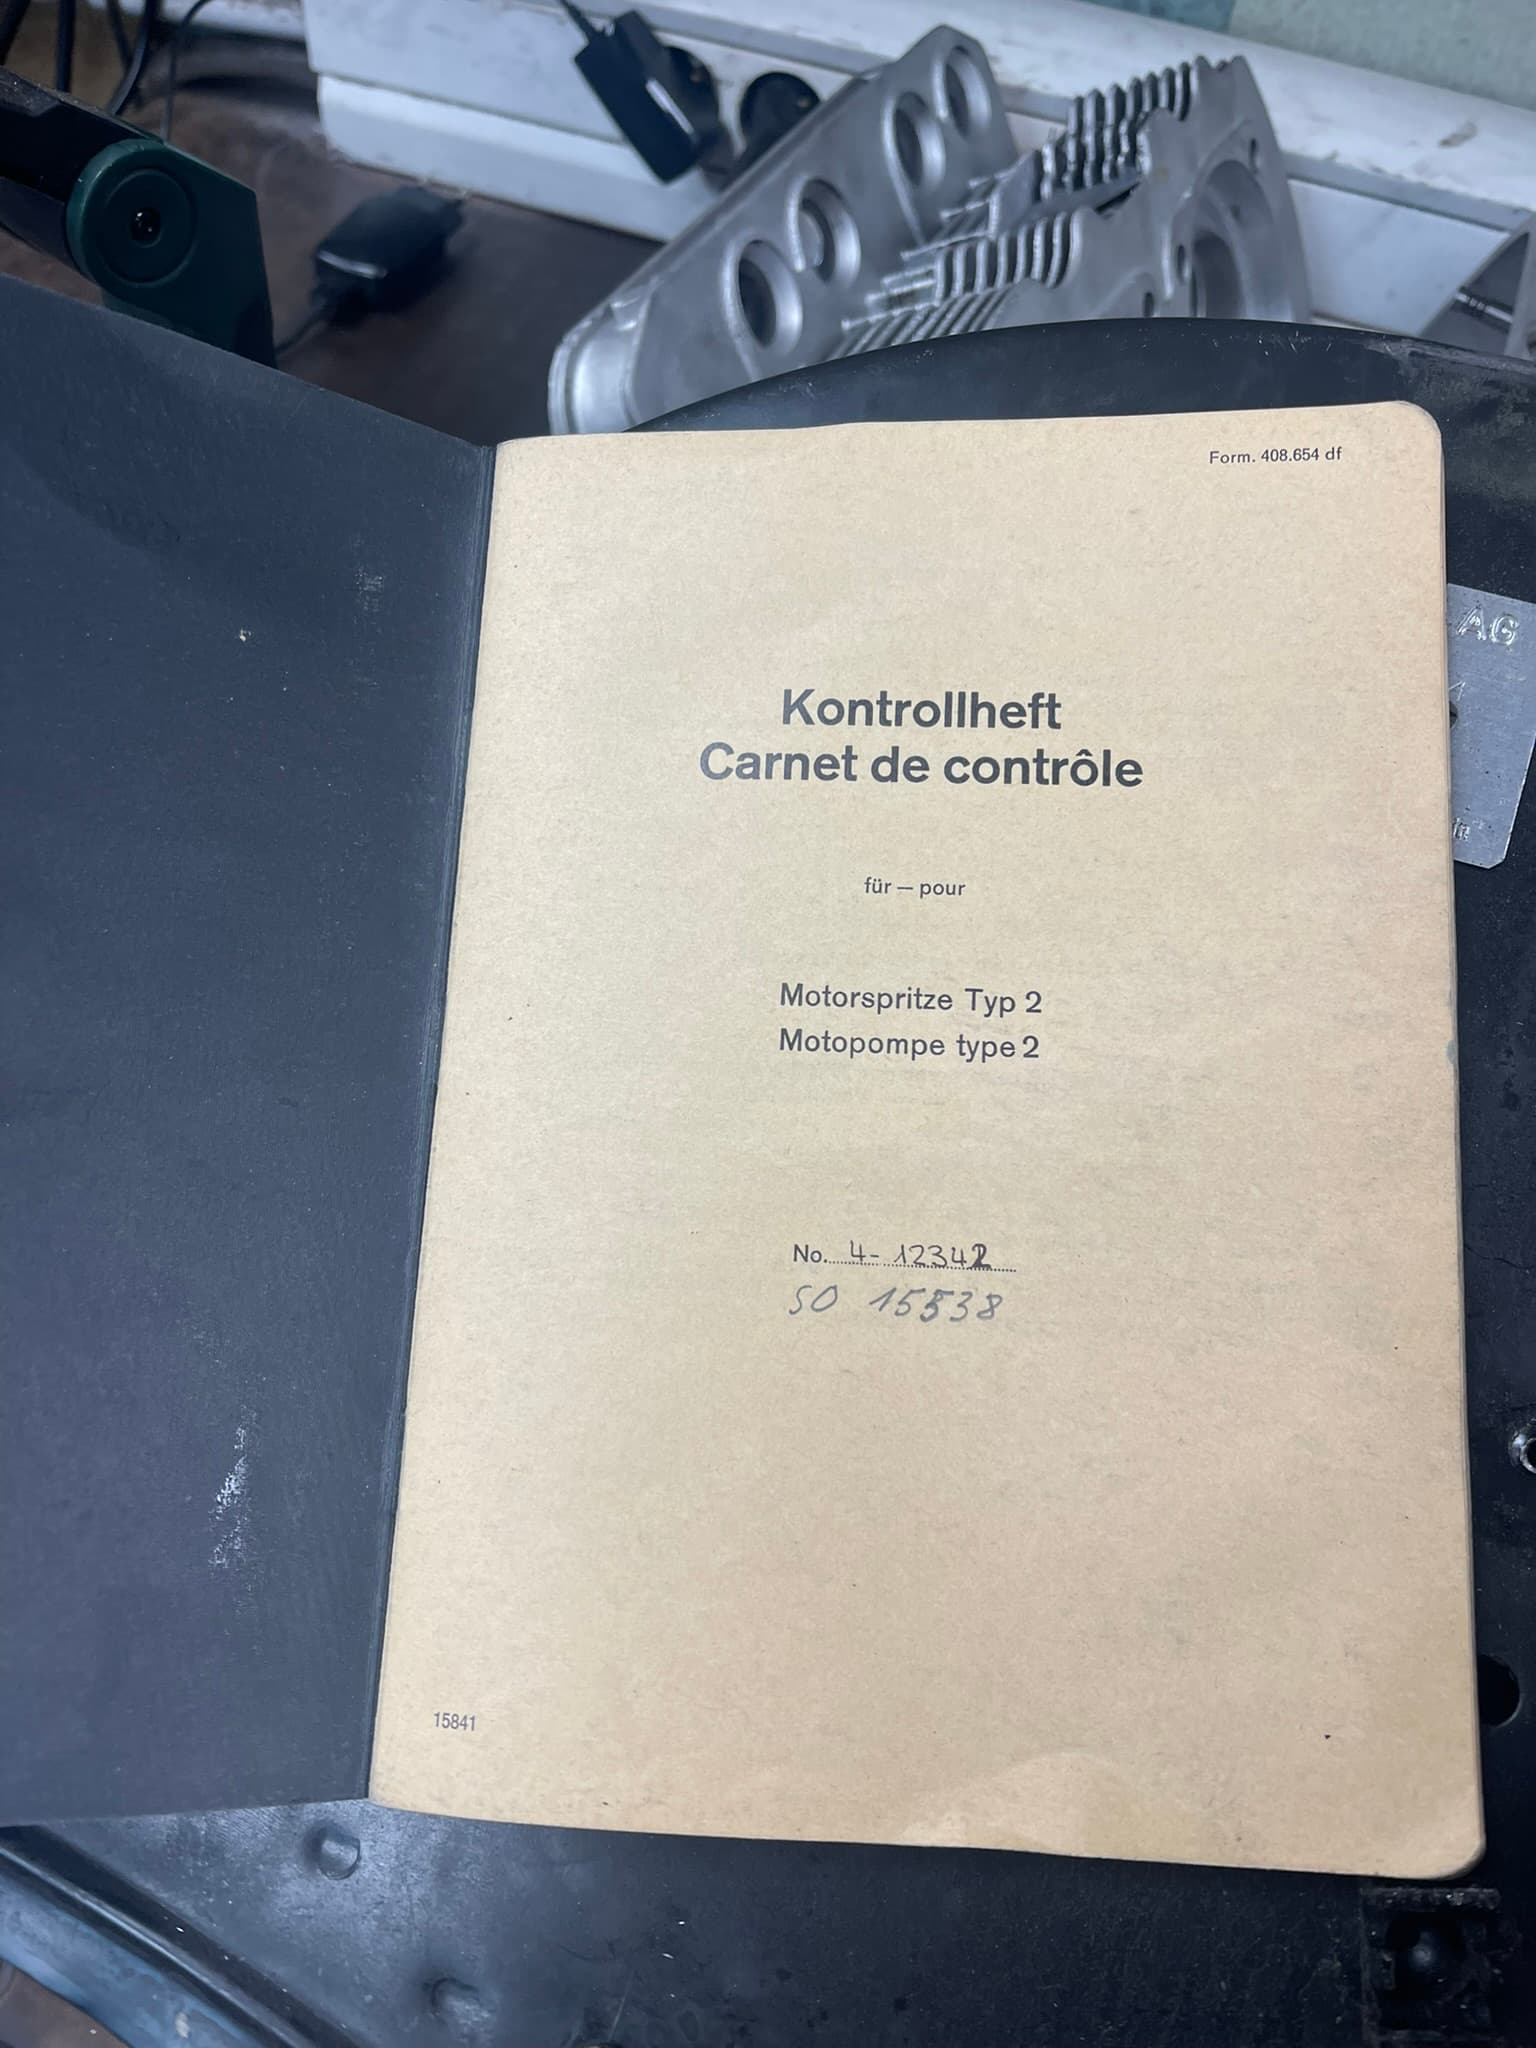 Form. 408.654 df
Kontrollheft
Carnet de contrôle
für — pour
Motorspritze Typ 2
Motopompe type 2
No. 4- 12342
SO 15538
15841
AG